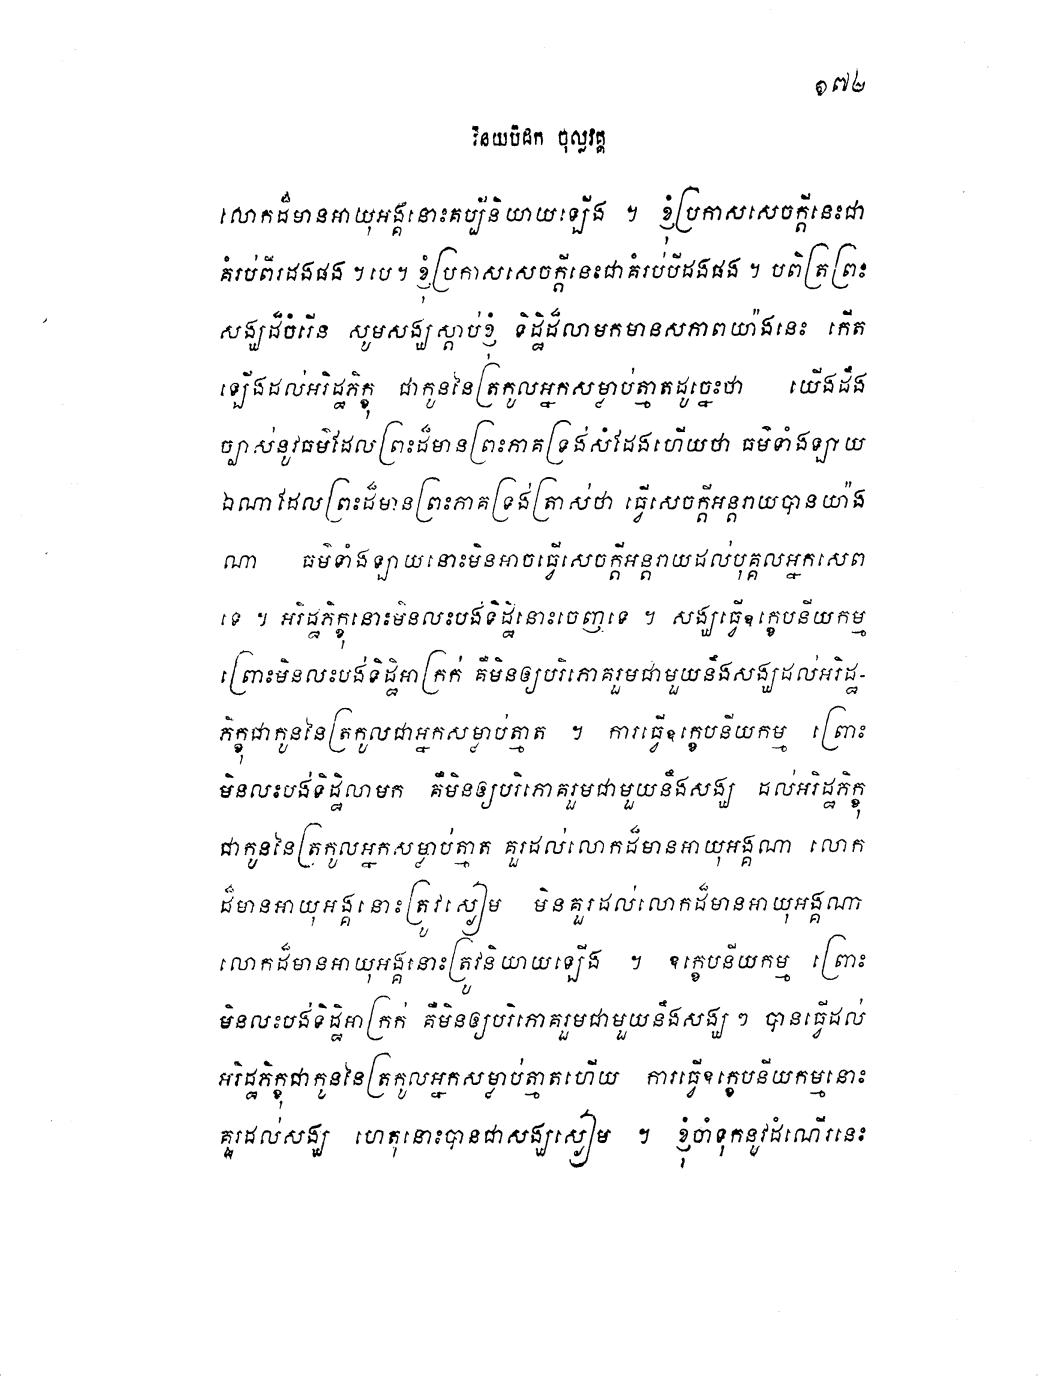 ១៧២
វិនយបិដក ចុល្លវគ្គ
លោកដ៏មានអាយុអង្គនោះគប្បីនិយាយឡើង ។ ខ្ញុំប្រកាសសេចក្តីនេះជា
គំរប់ពីរដងផង ។ បេ ។ ខ្ញុំប្រកាសសេចក្តីនេះជាគំរប់បីដងផង ។ បពិត្រព្រះ
សង្ឃដ៏ចំរើន សូមសង្ឃស្តាប់ខ្ញុំ ទិដ្ឋិដ៏លាមកមានសភាពយ៉ាងនេះ កើត
ឡើងដល់អរិដ្ឋភិក្ខុ ជាកូននៃត្រកូលអ្នកសម្លាប់ត្មាតដូច្នេះថា យើងដឹង
ច្បាស់នូវធម៌ដែលព្រះដ៏មានព្រះភាគទ្រង់សំដែងហើយថា ធម៌ទាំងឡាយ
ឯណាដែលព្រះដ៏មានព្រះភាគទ្រង់ត្រាស់ថា ធ្វើសេចក្តីអន្តរាយបានយ៉ាង
ណា ធម៌ទាំងឡាយនោះមិនអាចធ្វើសេចក្តីអន្តរាយដល់បុគ្គលអ្នកសេព
ទេ ។ អរិដ្ឋភិក្ខុនោះមិនលះបង់ទិដ្ឋិនោះចេញទេ ។ សង្ឃធ្វើឧក្ខេបនីយកម្ម
ព្រោះមិនលះបង់ទិដ្ឋិអាក្រក់ គឺមិនឲ្យបរិភោគរួមជាមួយនឹងសង្ឃដល់អរិដ្ឋ-
ភិក្ខុជាកូននៃត្រកូលជាអ្នកសម្លាប់ត្មាត ។ ការធ្វើឧក្ខេបនីយកម្ម ព្រោះ
មិនលះបង់ទិដ្ឋិលាមក គឺមិនឲ្យបរិភោគរួមជាមួយនឹងសង្ឃ ដល់អរិដ្ឋភិក្ខុ
ជាកូននៃត្រកូលអ្នកសម្លាប់ត្មាត គួរដល់លោកដ៏មានអាយុអង្គណា លោក
ដ៏មានអាយុអង្គនោះត្រូវស្ងៀម មិនគួរដល់លោកដ៏មានអាយុអង្គណា
លោកដ៏មានអាយុអង្គនោះត្រូវនិយាយឡើង ។ ឧក្ខេបនីយកម្ម ព្រោះ
មិនលះបង់ទិដ្ឋិអាក្រក់ គឺមិនឲ្យបរិភោគរួមជាមួយនឹងសង្ឃ ៗ បានធ្វើដល់
អរិដ្ឋភិក្ខុជាកូននៃត្រកូលអ្នកសម្លាប់ត្មាតហើយ ការធ្វើឧក្ខេបនីយកម្មនោះ
គួរដល់សង្ឃ ហេតុនោះបានជាសង្ឃស្ងៀម ។ ខ្ញុំចាំទុកនូវដំណើរនេះ